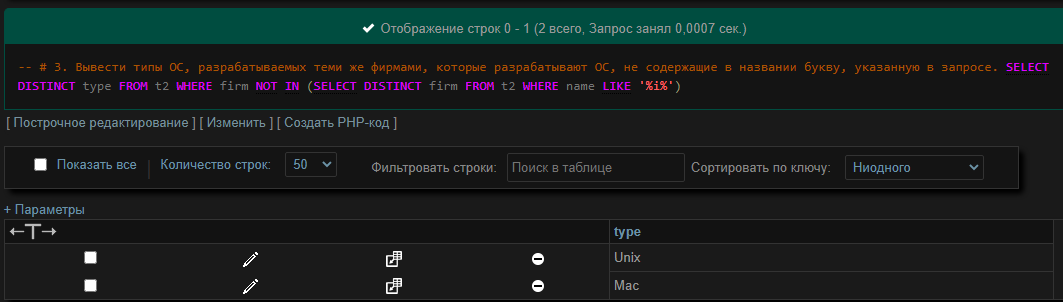 Отображение строк 0 - 1 (2 всего, Запрос занял 0,0007 сек.)
-- # 3. Вывести типы ОС, разрабатываемых теми же фирмами, которые разрабатывают ОС, не содержащие в названии букву, указанную в запросе. SELECT
DISTINCT type FROM t2 WHERE firm NOT IN (SELECT DISTINCT firm FROM t2 WHERE name LIKE '%i%')
[ Построчное редактирование ] [ Изменить ] [ Создать PHP-код ]
Показать все | Количество строк: 50 Фильтровать строки: Поиск в таблице Сортировать по ключу: Ниодного
+ Параметры
←T→ type
Unix
Mac